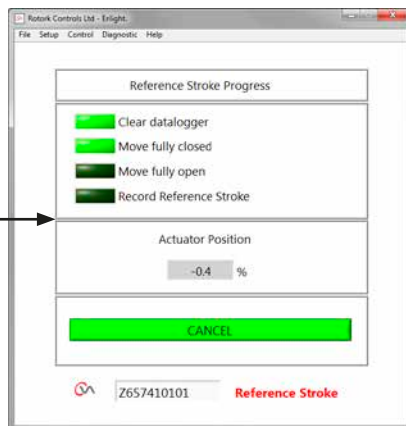 Rotork Controls Ltd - Enlight.
File Setup Control Diagnostic Help
Reference Stroke Progress
Clear datalogger
Move fully closed
Move fully open
Record Reference Stroke
Actuator Position
-0.4 %
CANCEL
Z657410101 Reference Stroke